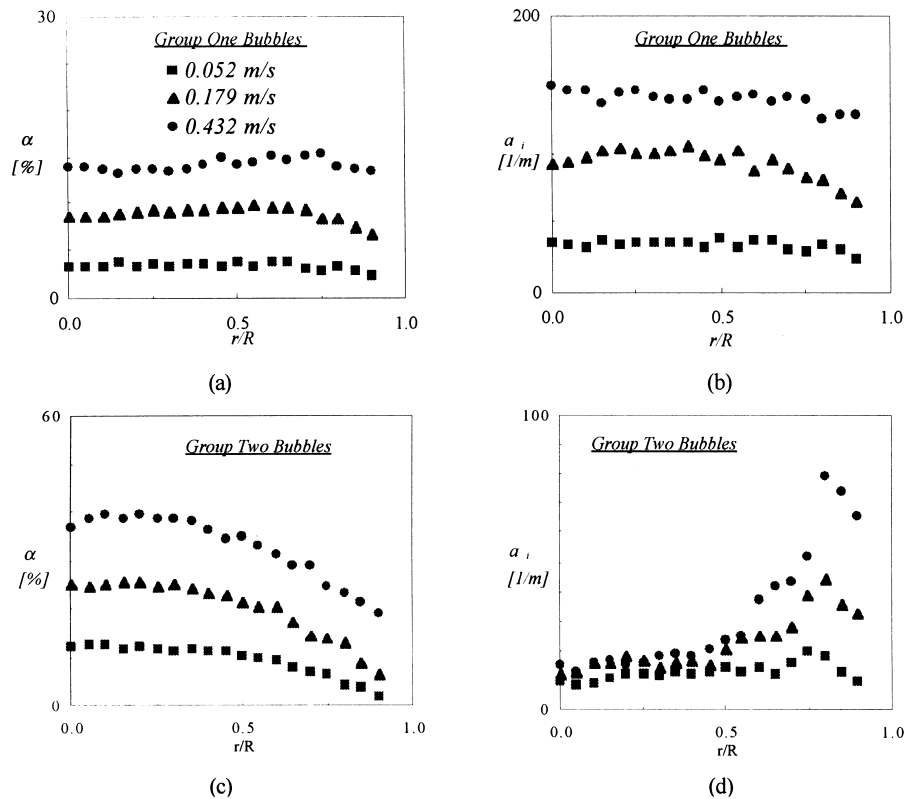 30
Group One Bubbles
0.052 m/s
0.179 m/s
0.432 m/s
α
[%]
0
0.0
0.5
1.0
r/R
(a)
200
Group One Bubbles
a i
[1/m]
0
0.0
0.5
1.0
r/R
(b)
60
Group Two Bubbles
α
[%]
0
0.0
0.5
1.0
r/R
(c)
100
Group Two Bubbles
a i
[1/m]
0
0.0
0.5
1.0
r/R
(d)